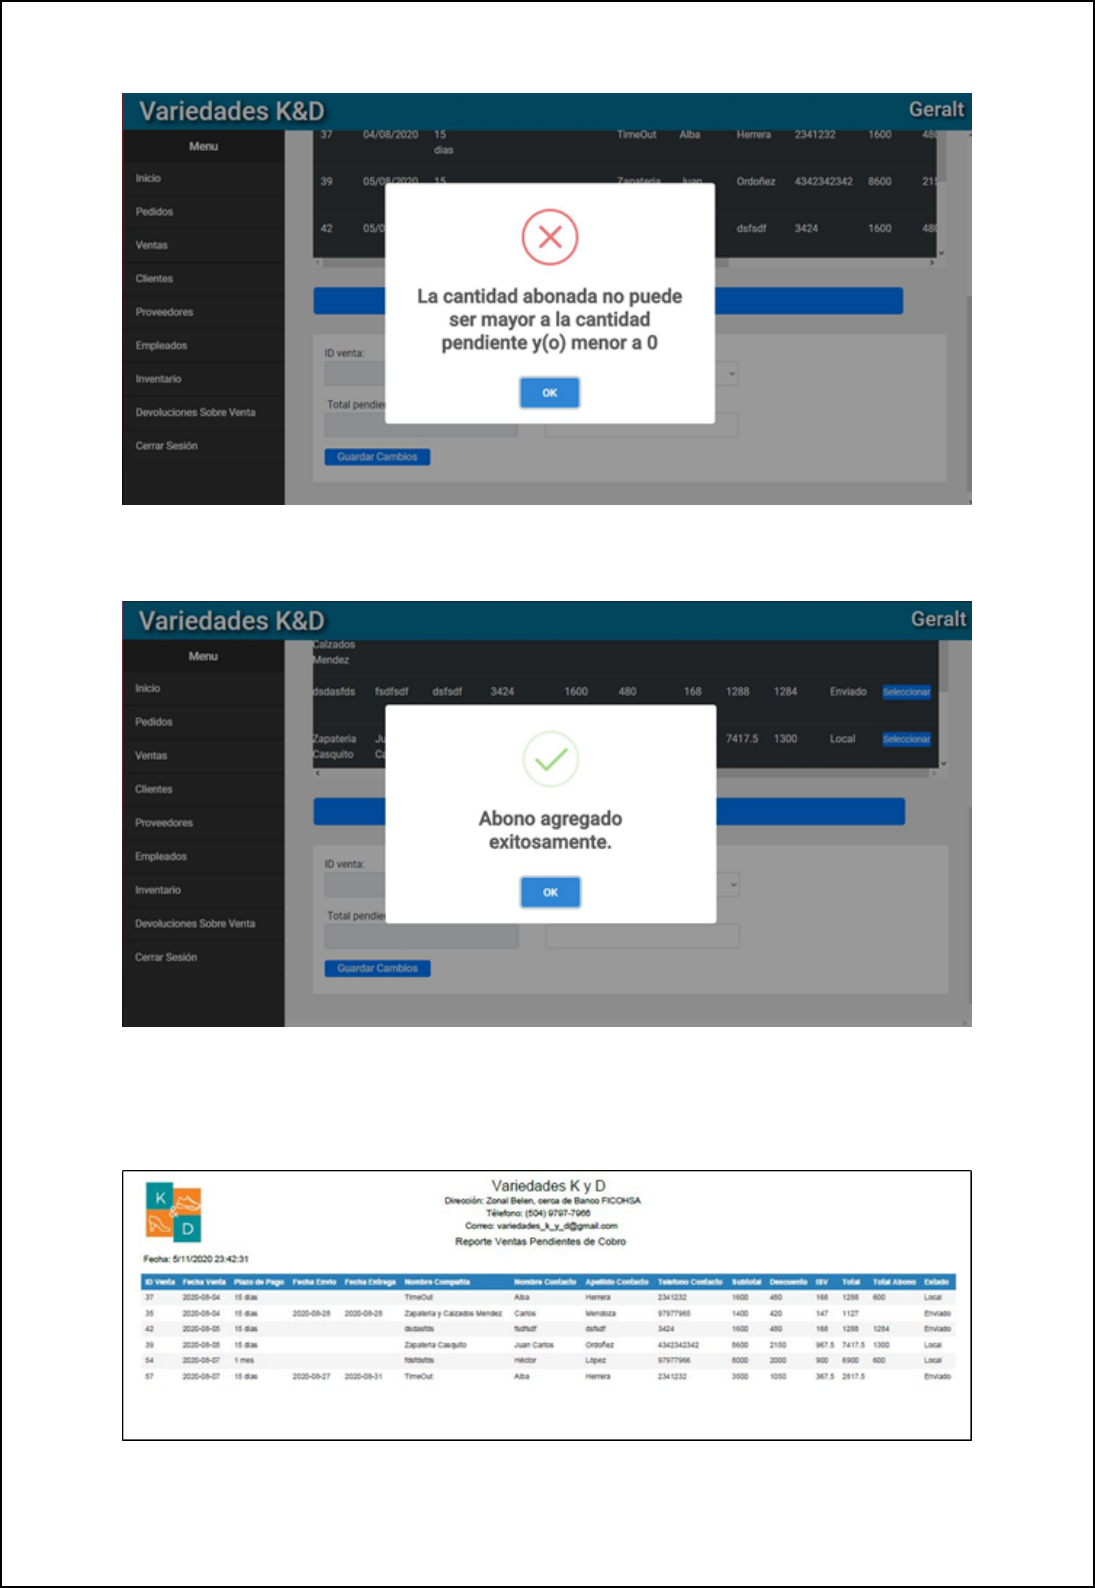 Variedades K&D Geralt
Menu
Inicio
Pedidos
Ventas
Clientes
Proveedores
Empleados
Inventario
Devoluciones Sobre Venta
Cerrar Sesión
37 04/08/2020 15 dias TimeOut Alba Herrera 2341232 1600 480
39 05/08/2020 15 Zapateria Juan Ordoñez 4342342342 8600 215
42 05/0 dsfsdf 3424 1600 480
La cantidad abonada no puede
ser mayor a la cantidad
pendiente y(o) menor a 0
OK
ID venta:
Total pendie
Guardar Cambios
Variedades K&D Geralt
Menu
Inicio
Pedidos
Ventas
Clientes
Proveedores
Empleados
Inventario
Devoluciones Sobre Venta
Cerrar Sesión
Calzados
Mendez
dsdasfds fsdfsdf dsfsdf 3424 1600 480 168 1288 1284 Enviado Seleccionar
Zapateria Ju 7417.5 1300 Local Seleccionar
Casquito Ca
Abono agregado
exitosamente.
OK
ID venta:
Total pendie
Guardar Cambios
K & D
Variedades K y D
Dirección: Zonal Belen, cerca de Banco FICOHSA
Télefono: (504) 9797-7966
Correo: variedades_k_y_d@gmail.com
Reporte Ventas Pendientes de Cobro
Fecha: 5/11/2020 23:42:31
ID Venta Fecha Venta Plazo de Pago Fecha Envio Fecha Entrega Nombre Compañia Nombre Contacto Apellido Contacto Telefono Contacto Subtotal Descuento ISV Total Total Abono Estado
37 2020-08-04 15 dias TimeOut Alba Herrera 2341232 1600 480 168 1288 600 Local
35 2020-08-04 15 dias 2020-08-28 2020-08-28 Zapateria y Calzados Mendez Carlos Mendoza 97977965 1400 420 147 1127 Enviado
42 2020-08-05 15 dias dsdasfds fsdfsdf dsfsdf 3424 1600 480 168 1288 1284 Enviado
39 2020-08-05 15 dias Zapateria Casquito Juan Carlos Ordoñez 4342342342 8600 2150 967.5 7417.5 1300 Local
54 2020-08-07 1 mes Héctor López 97977966 8000 2000 900 6900 600 Local
57 2020-08-07 15 dias 2020-08-27 2020-08-31 TimeOut Alba Herrera 2341232 3500 1050 367.5 2817.5 Enviado